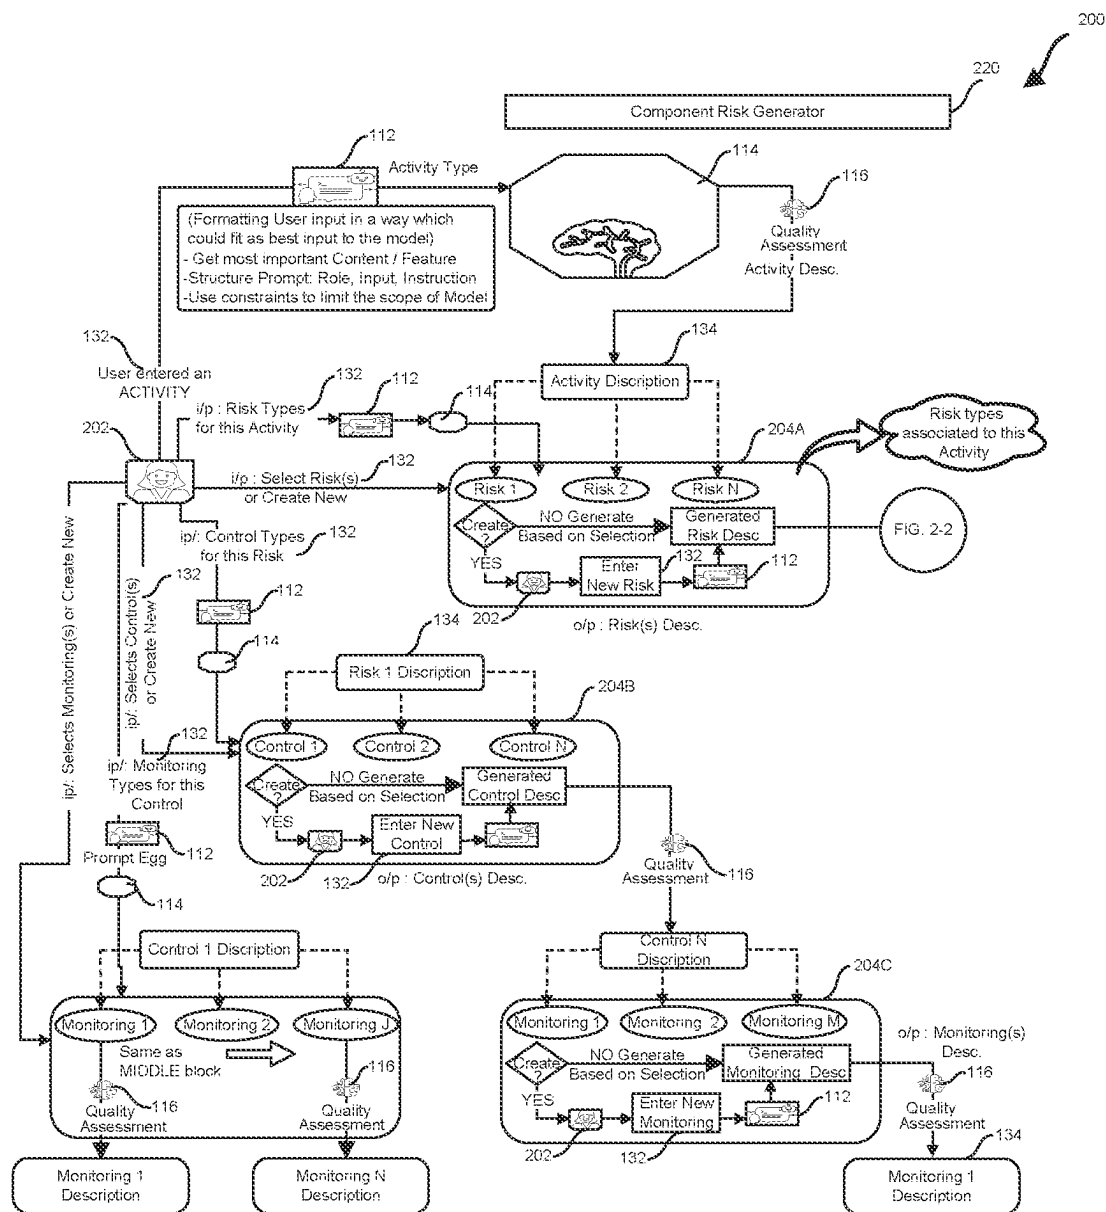 200
220
Component Risk Generator
112
Activity Type
114
116
(Formatting User input in a way which
could fit as best input to the model)
- Get most important Content / Feature
-Structure Prompt: Role, Input, Instruction
-Use constraints to limit the scope of Model
Quality
Assessment
Activity Desc.
132
User entered an
ACTIVITY
134
Activity Discription
i/p : Risk Types
for this Activity
132
112
114
202
204A
Risk types
associated to this
Activity
i/p : Select Risk(s)
or Create New
132
Risk 1
Risk 2
Risk N
Create
?
NO Generate
Based on Selection
Generated
Risk Desc
FIG. 2-2
YES
Enter
New Risk
132
112
202
o/p : Risk(s) Desc.
ip/: Control Types
for this Risk
132
ip/: Selects Monitoring(s) or Create New
ip/: Selects Control(s)
or Create New
132
112
114
134
Risk 1 Discription
204B
Control 1
Control 2
Control N
Create
?
NO Generate
Based on Selection
Generated
Control Desc
YES
Enter New
Control
202
132
o/p : Control(s) Desc.
132
ip/: Monitoring
Types for this
Control
112
Prompt Egg
114
Quality
Assessment
116
Control 1 Discription
Control N
Discription
204C
Monitoring 1
Monitoring 2
Monitoring J
Same as
MIDDLE block
116
116
Quality
Assessment
Quality
Assessment
Monitoring 1
Description
Monitoring N
Description
Monitoring 1
Monitoring 2
Monitoring M
Create
?
NO Generate
Based on Selection
Generated
Monitoring Desc
YES
Enter New
Monitoring
112
202
132
o/p : Monitoring(s)
Desc.
116
Quality
Assessment
134
Monitoring 1
Description